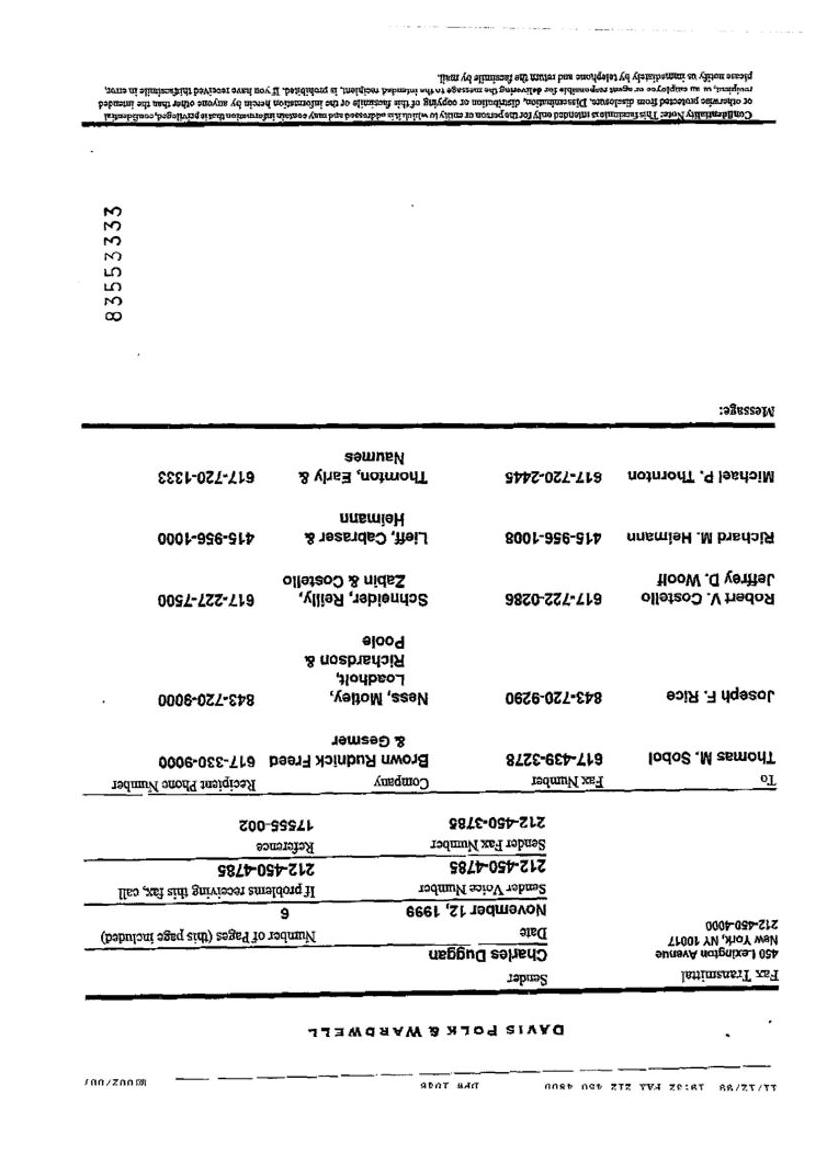 11/12/99 19:32 FAX 212 450 4800 DPW 1046 002/007
DAVIS POLK & WARDWELL
Fax Transmittal
450 Lexington Avenue
New York, NY 10017
212-450-4000
Sender
Charles Duggan
Date Number of Pages (this page included)
November 12, 1999 6
Sender Voice Number If problems receiving this fax, call
212-450-4785 212-450-4785
Sender Fax Number Reference
212-450-3785 17555-002
To Fax Number Company Recipient Phone Number
Thomas M. Sobol 617-439-3278 Brown Rudnick Freed 617-330-9000
& Gesmer
Joseph F. Rice 843-720-9290 Ness, Motley, 843-720-9000
Loadholt,
Richardson &
Poole
Robert V. Costello 617-722-0286 Schneider, Reilly, 617-227-7500
Jeffrey D. Woolf Zabin & Costello
Richard M. Heimann 415-956-1008 Lieff, Cabraser & 415-956-1000
Heimann
Michael P. Thornton 617-720-2445 Thornton, Early & 617-720-1333
Naumes
Message:
83553333
Confidentiality Note: This facsimile is intended only for the person or entity to which it is addressed and may contain information that is privileged, confidential
or otherwise protected from disclosure. Dissemination, distribution or copying of this facsimile or the information herein by anyone other than the intended
recipient, or an employee or agent responsible for delivering the message to the intended recipient, is prohibited. If you have received this facsimile in error,
please notify us immediately by telephone and return the facsimile by mail.